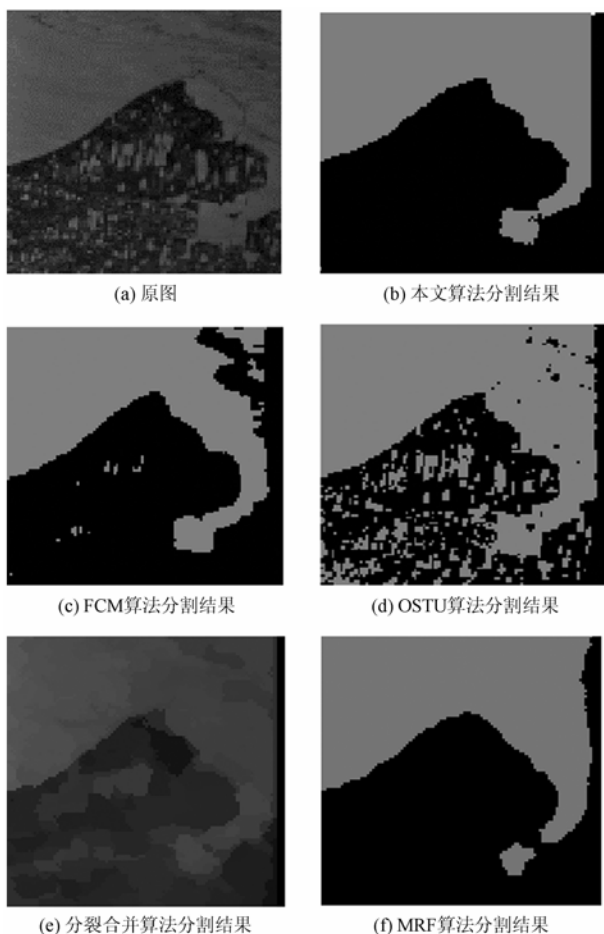 (a) 原图
(b) 本文算法分割结果
(c) FCM算法分割结果
(d) OSTU算法分割结果
(e) 分裂合并算法分割结果
(f) MRF算法分割结果